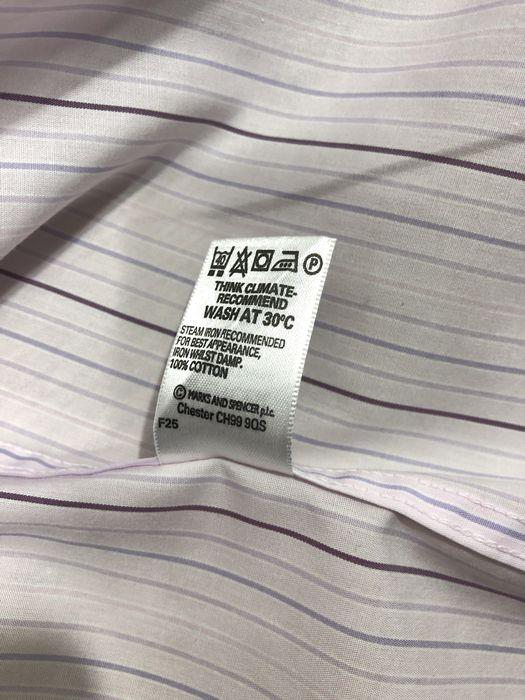 40 P
THINK CLIMATE-
RECOMMEND
WASH AT 30°C
STEAM IRON RECOMMENDED
FOR BEST APPEARANCE,
IRON WHILST DAMP.
100% COTTON
© MARKS AND SPENCER p.l.c.
Chester CH99 9QS
F25